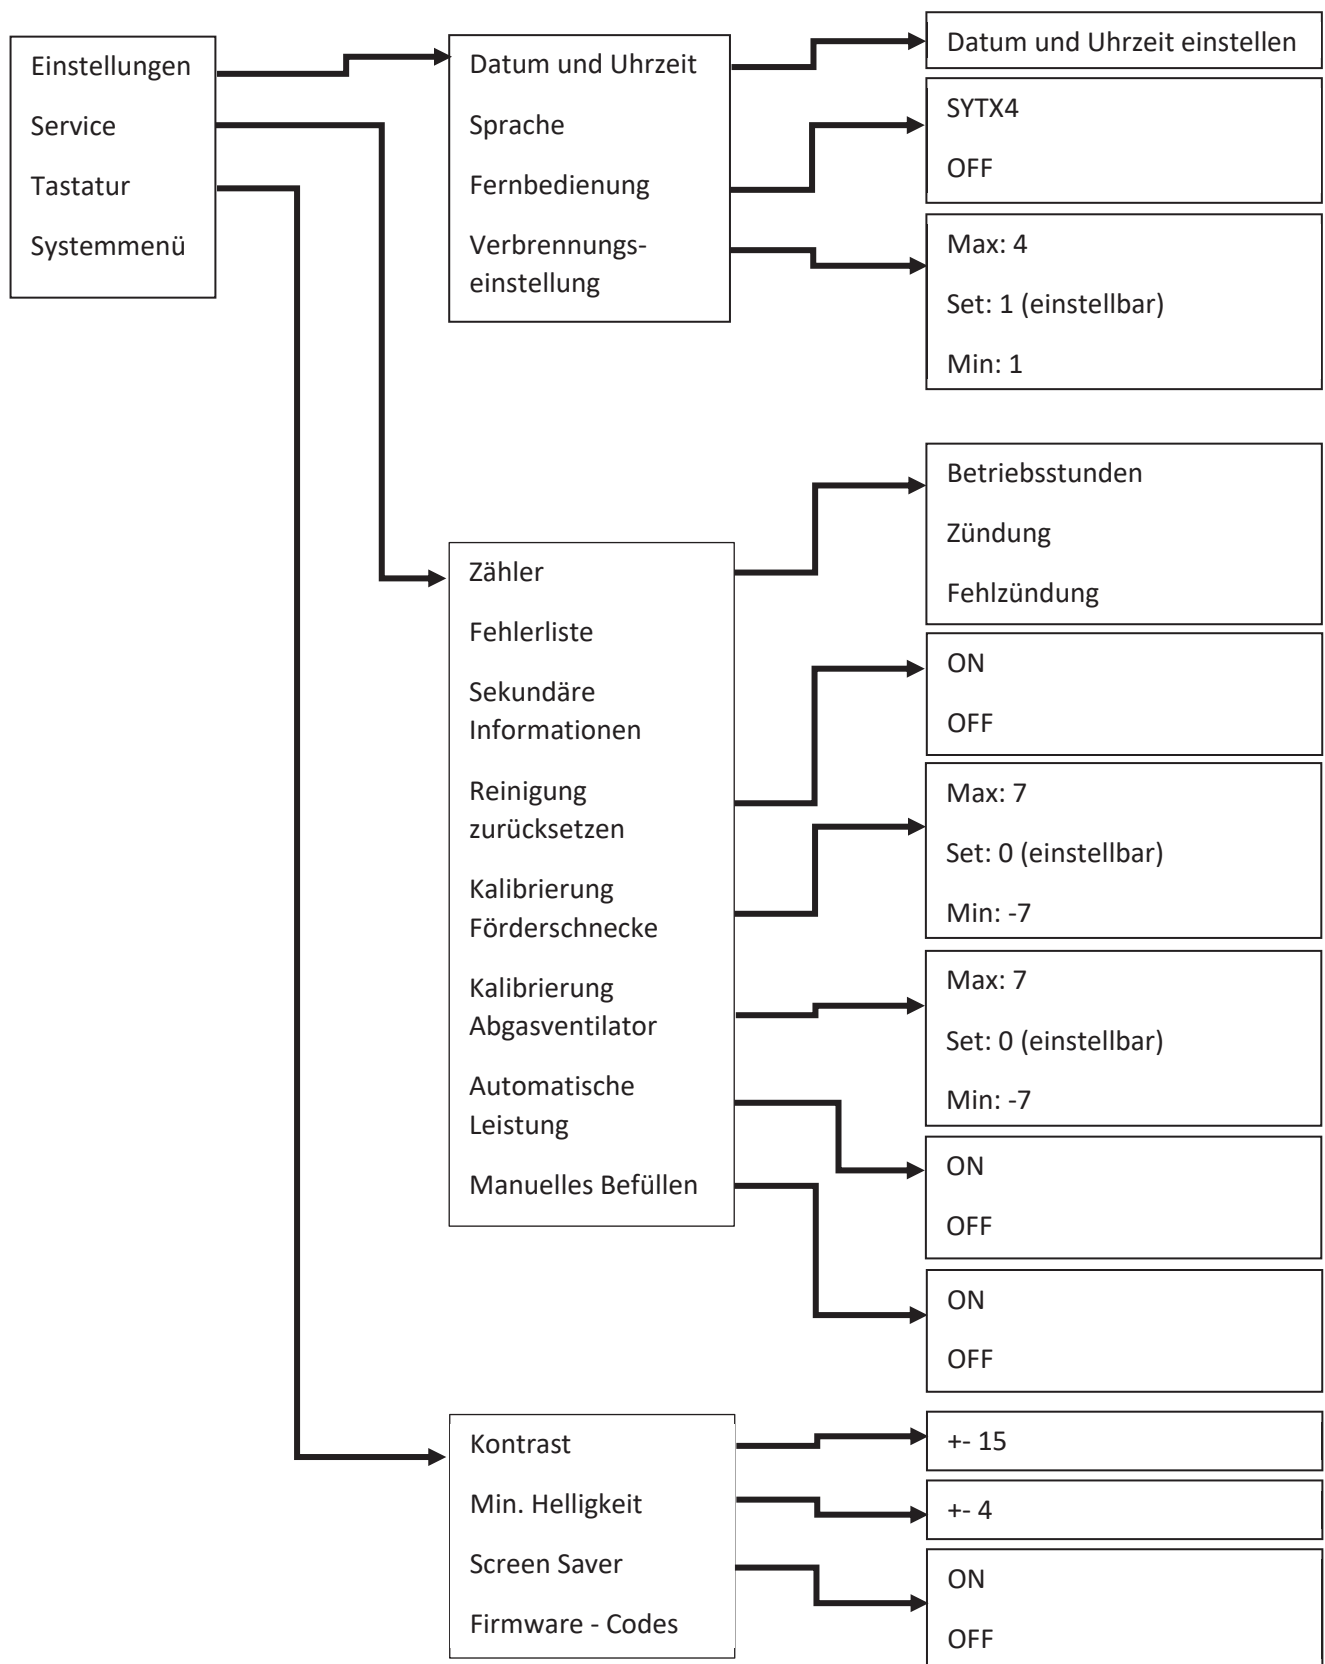 Einstellungen
Service
Tastatur
Systemmenü
Datum und Uhrzeit
Sprache
Fernbedienung
Verbrennungs-
einstellung
Datum und Uhrzeit einstellen
SYTX4
OFF
Max: 4
Set: 1 (einstellbar)
Min: 1
Zähler
Fehlerliste
Sekundäre
Informationen
Reinigung
zurücksetzen
Kalibrierung
Förderschnecke
Kalibrierung
Abgasventilator
Automatische
Leistung
Manuelles Befüllen
Betriebsstunden
Zündung
Fehlzündung
ON
OFF
Max: 7
Set: 0 (einstellbar)
Min: -7
Max: 7
Set: 0 (einstellbar)
Min: -7
ON
OFF
ON
OFF
Kontrast
Min. Helligkeit
Screen Saver
Firmware - Codes
+- 15
+- 4
ON
OFF